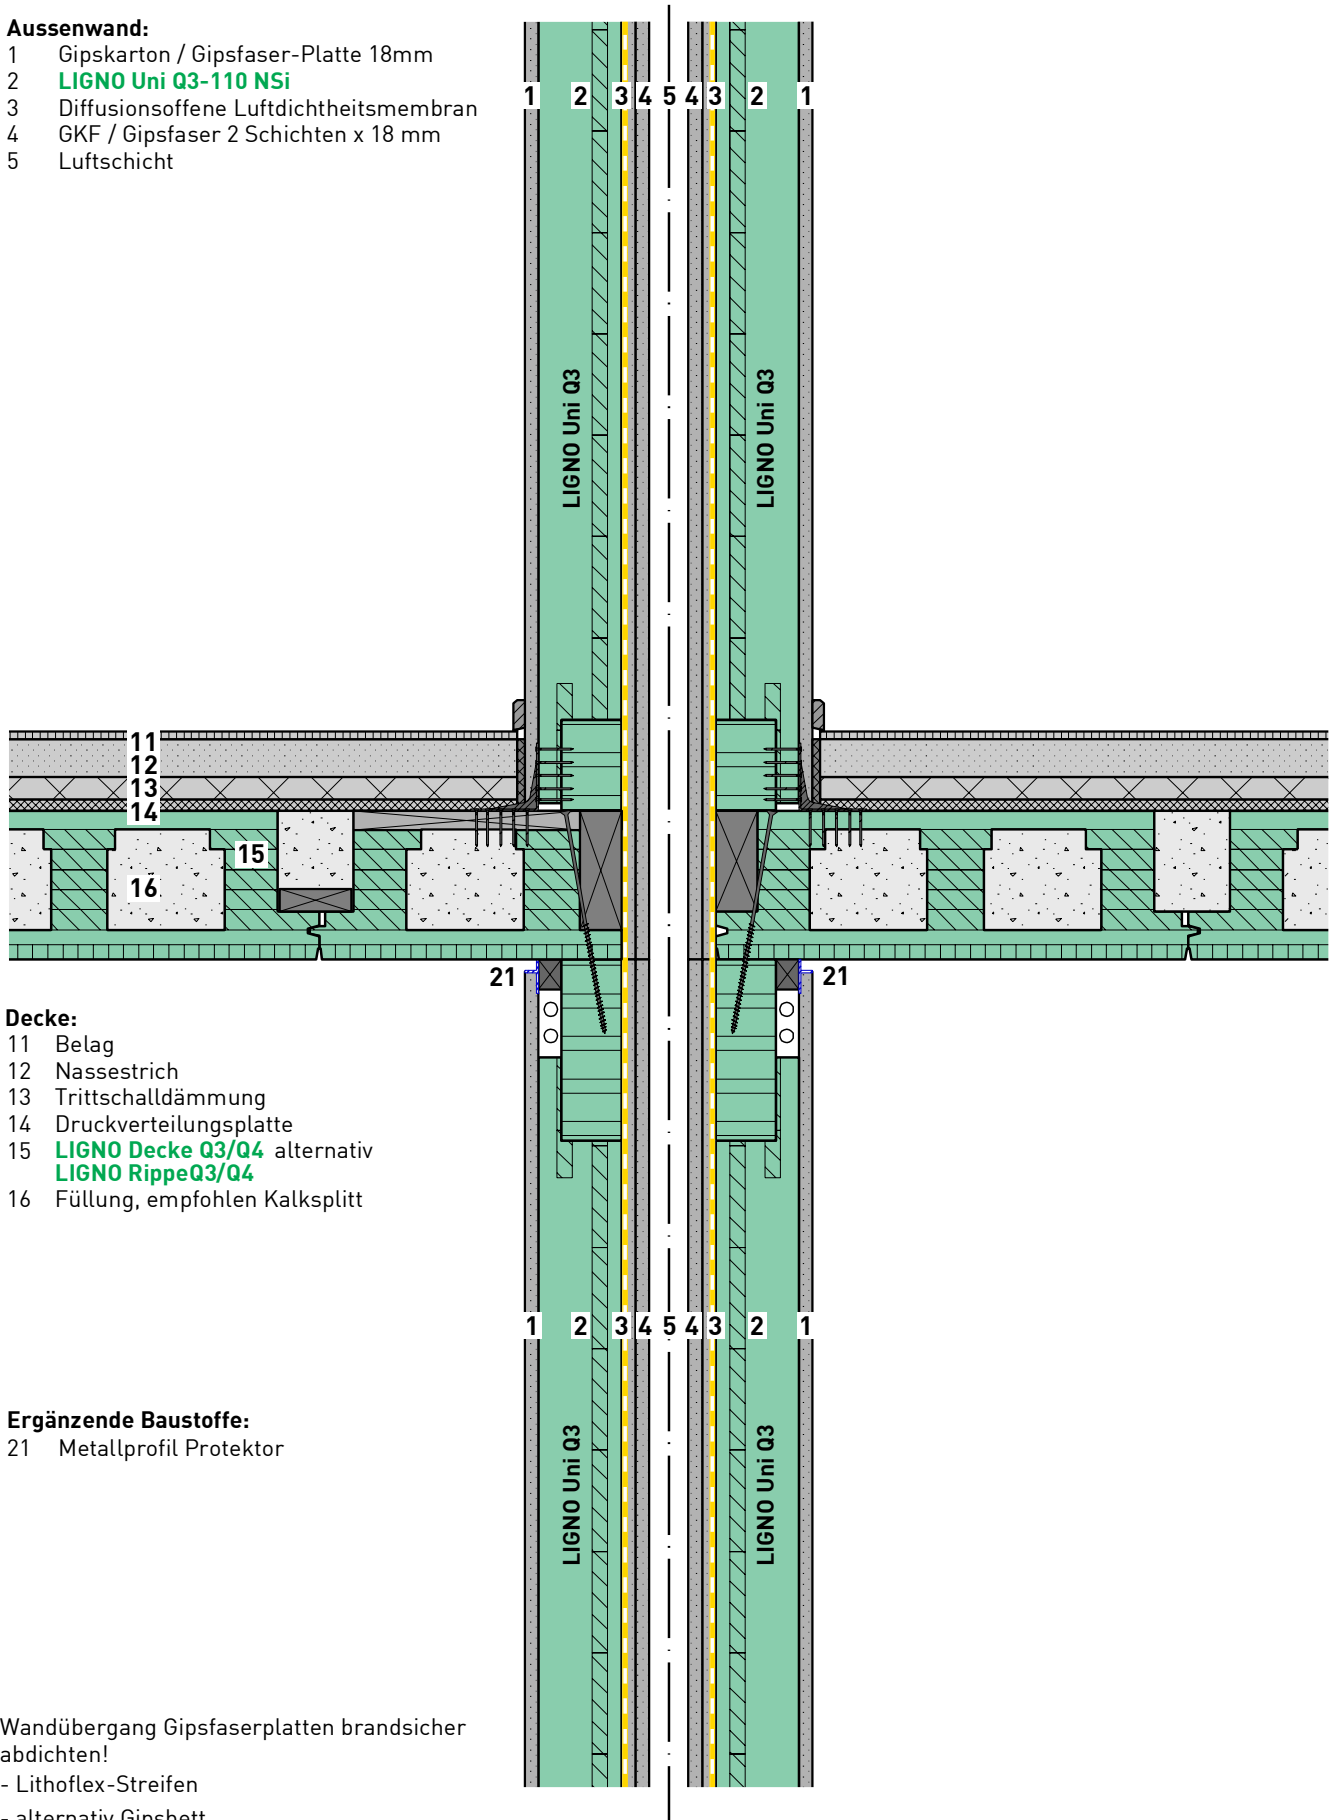 Aussenwand:
1 Gipskarton / Gipsfaser-Platte 18mm
2 LIGNO Uni Q3-110 NSi
3 Diffusionsoffene Luftdichtheitsmembran
4 GKF / Gipsfaser 2 Schichten x 18 mm
5 Luftschicht
1 2 3 4 5 4 3 2 1
LIGNO Uni Q3
LIGNO Uni Q3
11
12
13
14
15
16
21
21
Decke:
11 Belag
12 Nassestrich
13 Trittschalldämmung
14 Druckverteilungsplatte
15 LIGNO Decke Q3/Q4 alternativ
LIGNO RippeQ3/Q4
16 Füllung, empfohlen Kalksplitt
1 2 3 4 5 4 3 2 1
LIGNO Uni Q3
LIGNO Uni Q3
Ergänzende Baustoffe:
21 Metallprofil Protektor
Wandübergang Gipsfaserplatten brandsicher
abdichten!
- Lithoflex-Streifen
- alternativ Gipsbett